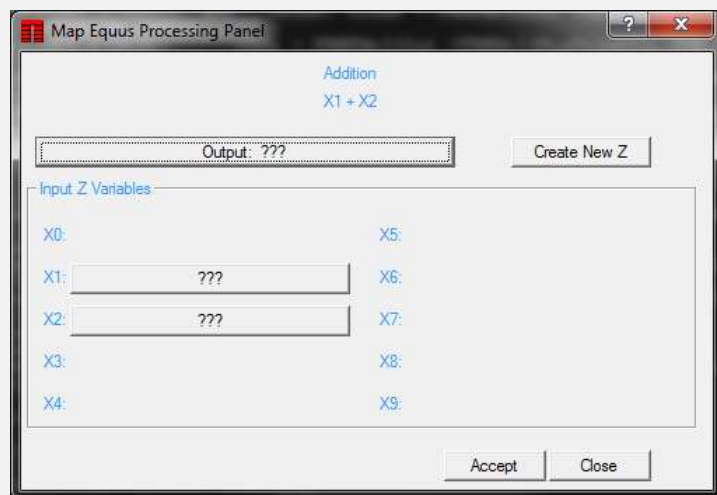 Map Equus Processing Panel
?
Addition
X1 + X2
Output: ???
Create New Z
Input Z Variables
X0:
X1: ???
X2: ???
X3:
X4:
X5:
X6:
X7:
X8:
X9:
Accept
Close